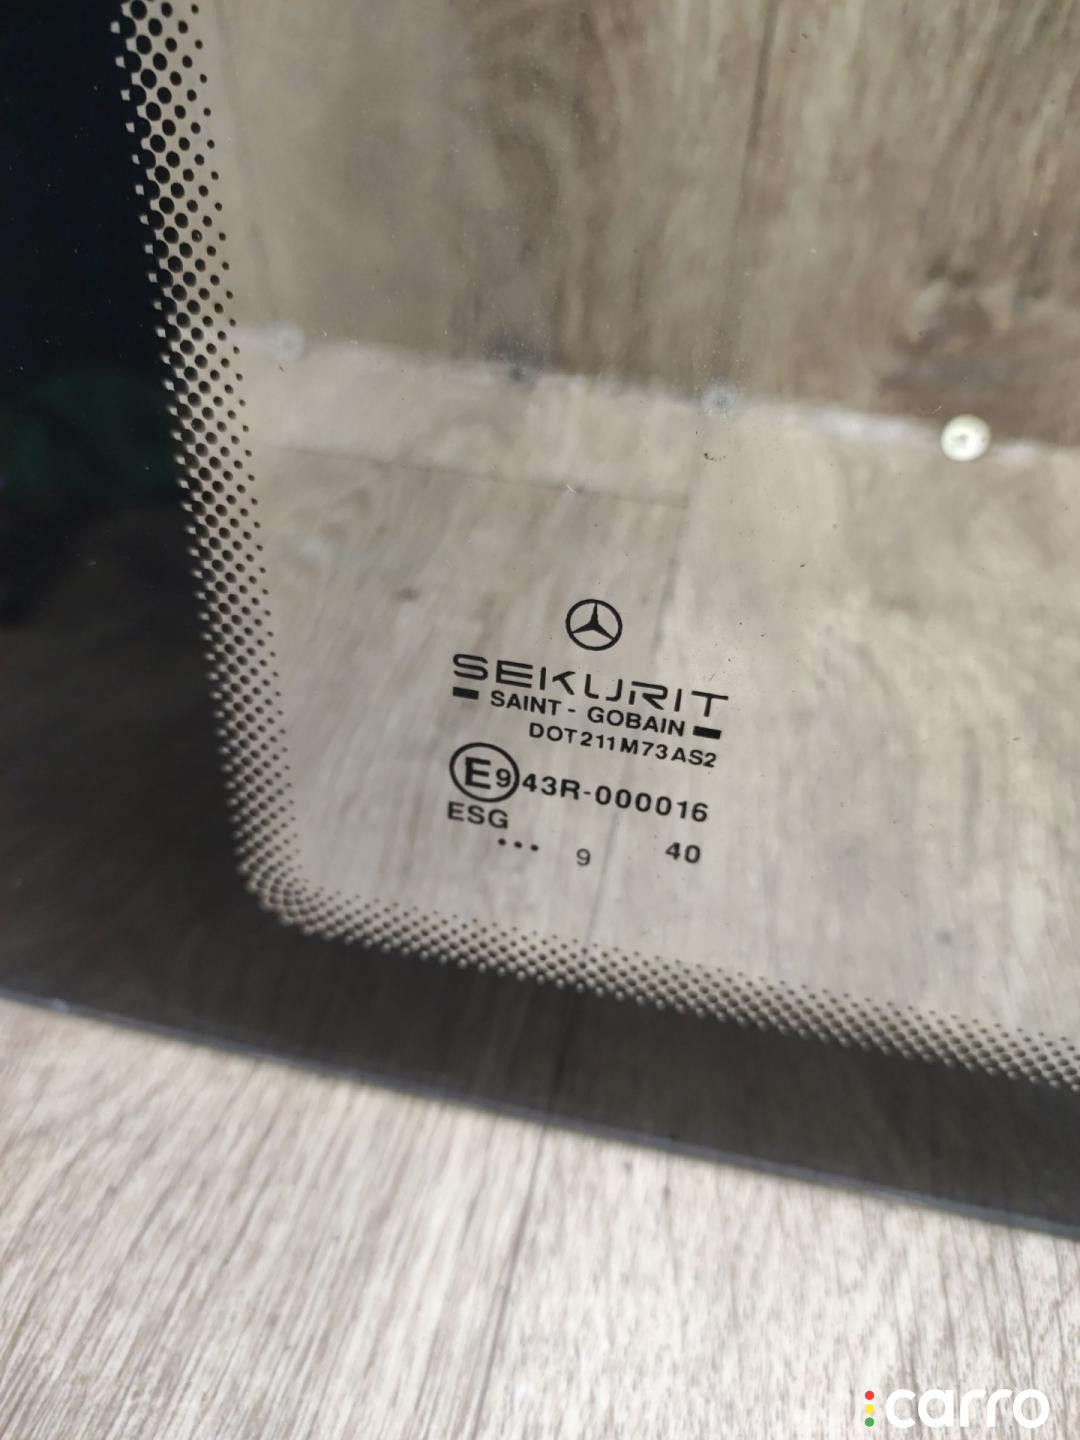 SEKURIT
SAINT - GOBAIN
DOT211M73AS2
E9 43R-000016
ESG
... 9 40
carro